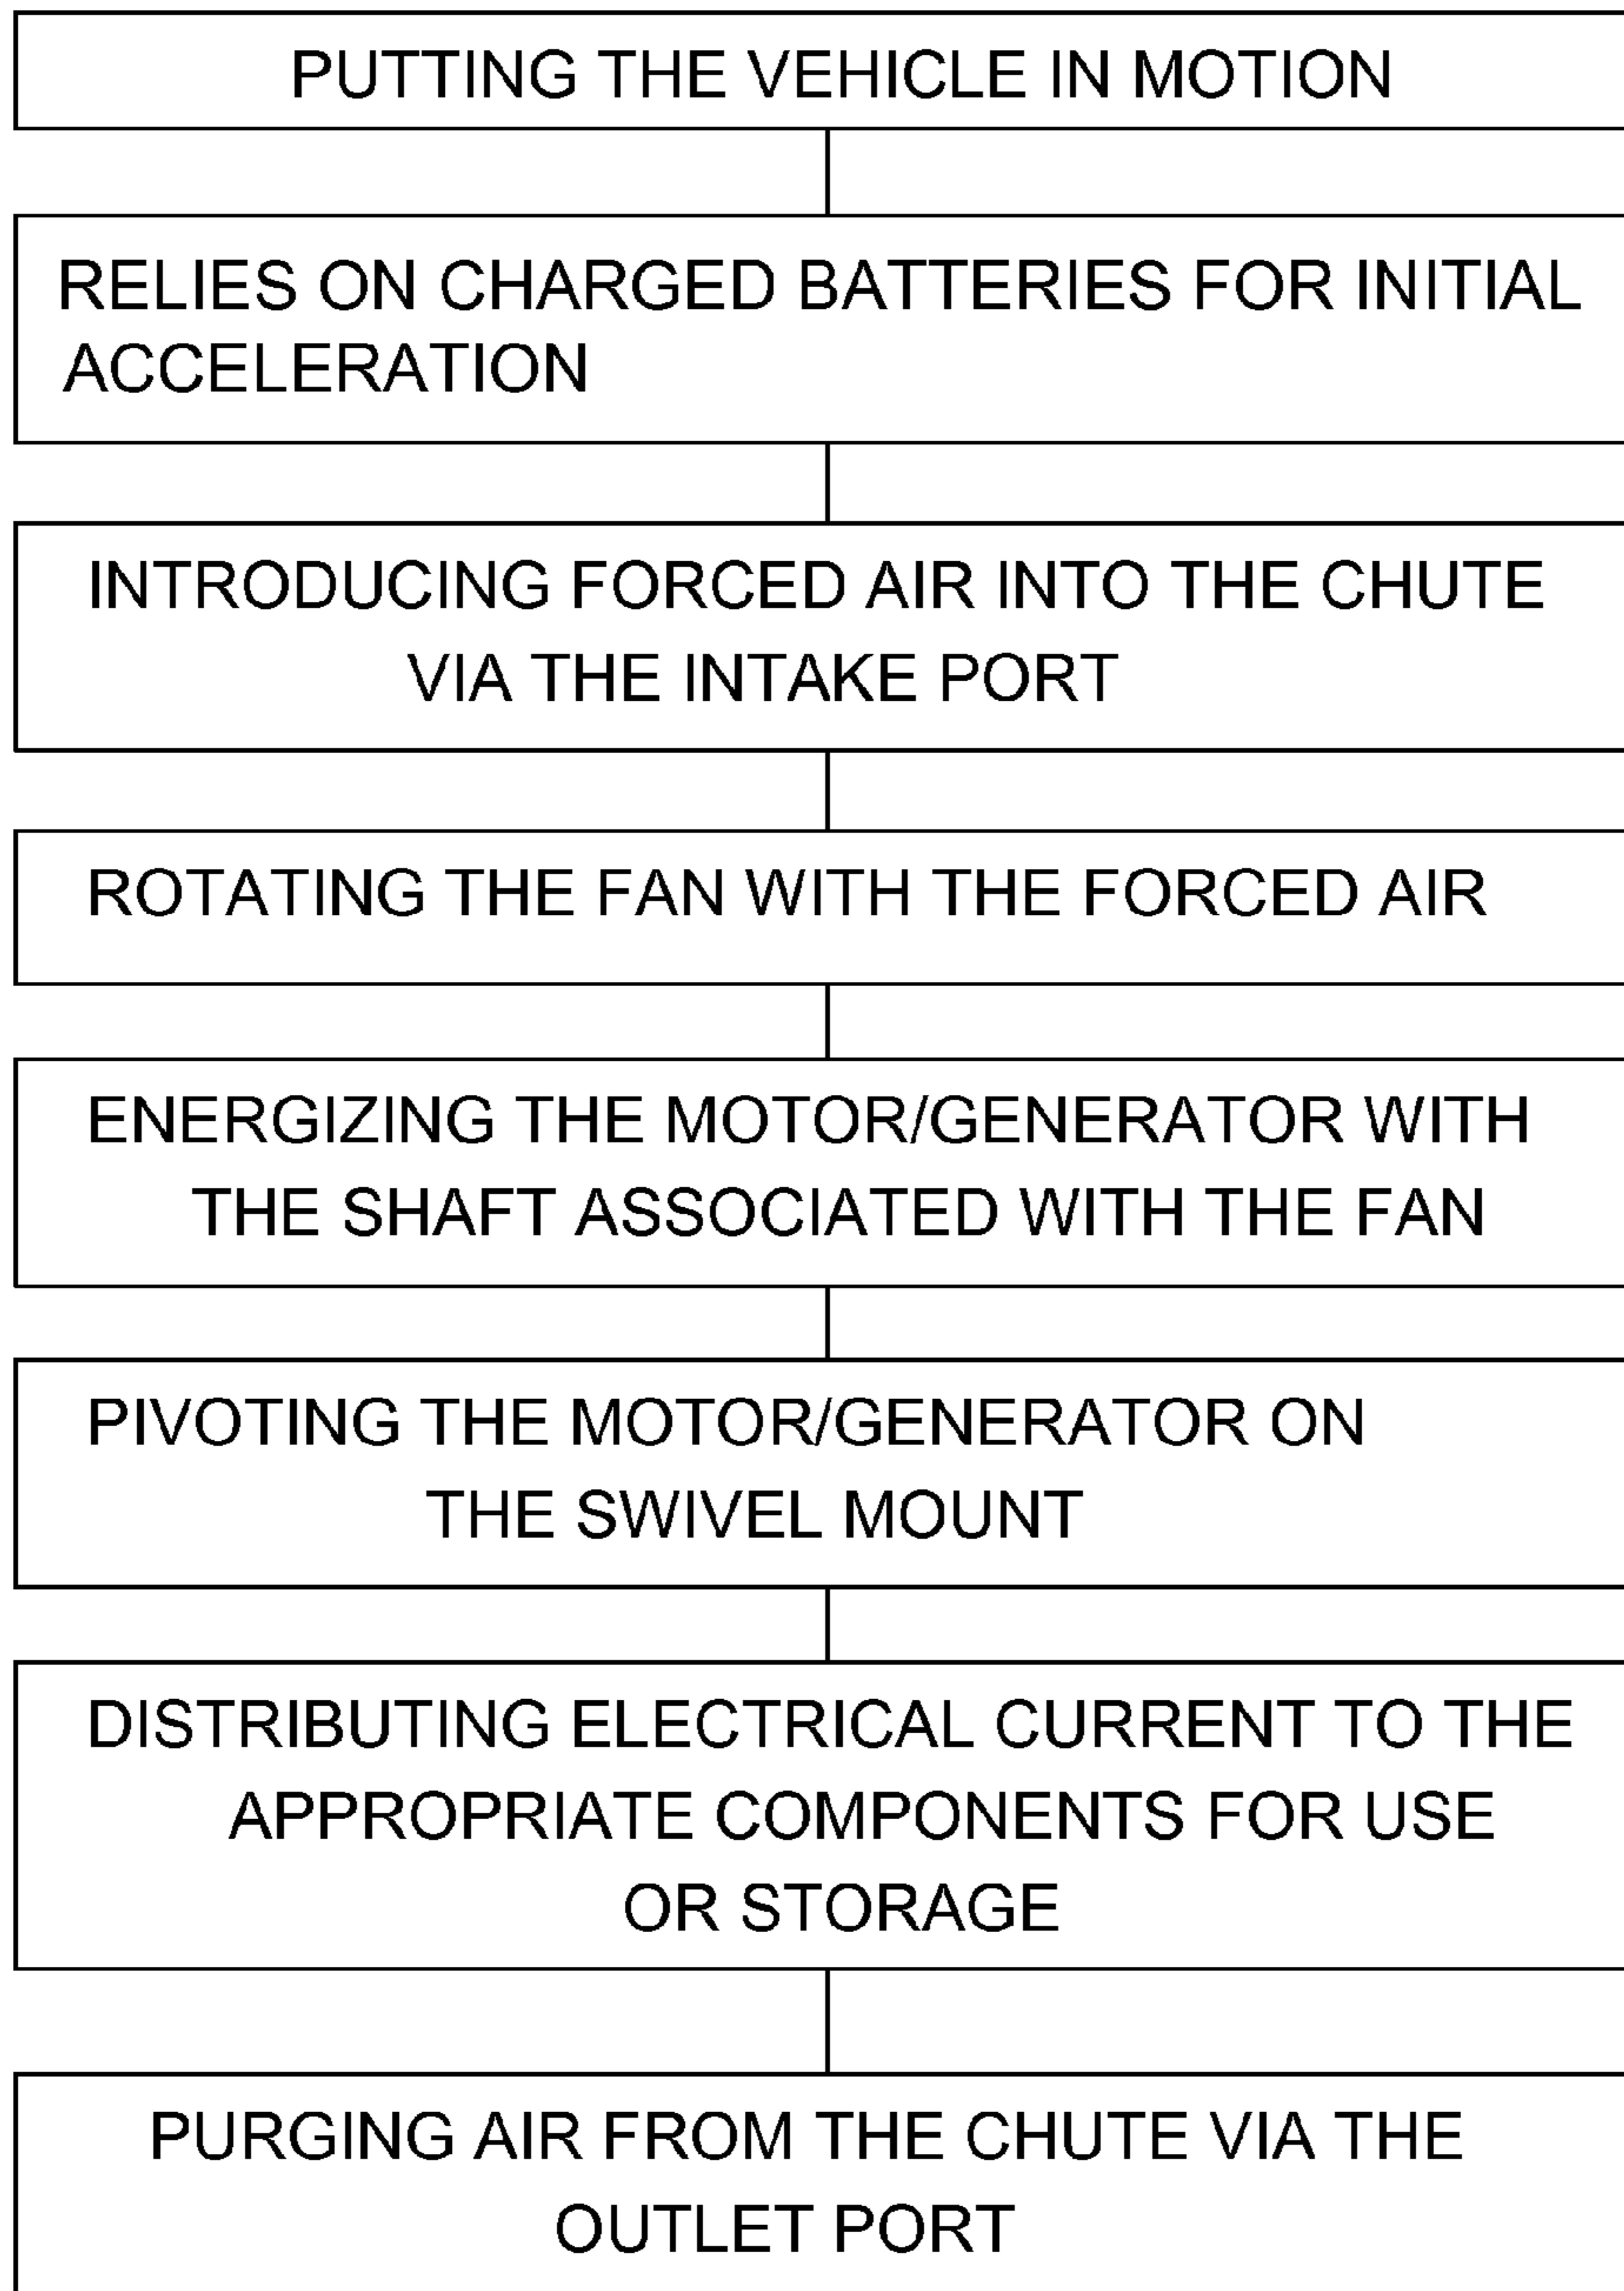 PUTTING THE VEHICLE IN MOTION
RELIES ON CHARGED BATTERIES FOR INITIAL
ACCELERATION
INTRODUCING FORCED AIR INTO THE CHUTE
VIA THE INTAKE PORT
ROTATING THE FAN WITH THE FORCED AIR
ENERGIZING THE MOTOR/GENERATOR WITH
THE SHAFT ASSOCIATED WITH THE FAN
PIVOTING THE MOTOR/GENERATOR ON
THE SWIVEL MOUNT
DISTRIBUTING ELECTRICAL CURRENT TO THE
APPROPRIATE COMPONENTS FOR USE
OR STORAGE
PURGING AIR FROM THE CHUTE VIA THE
OUTLET PORT